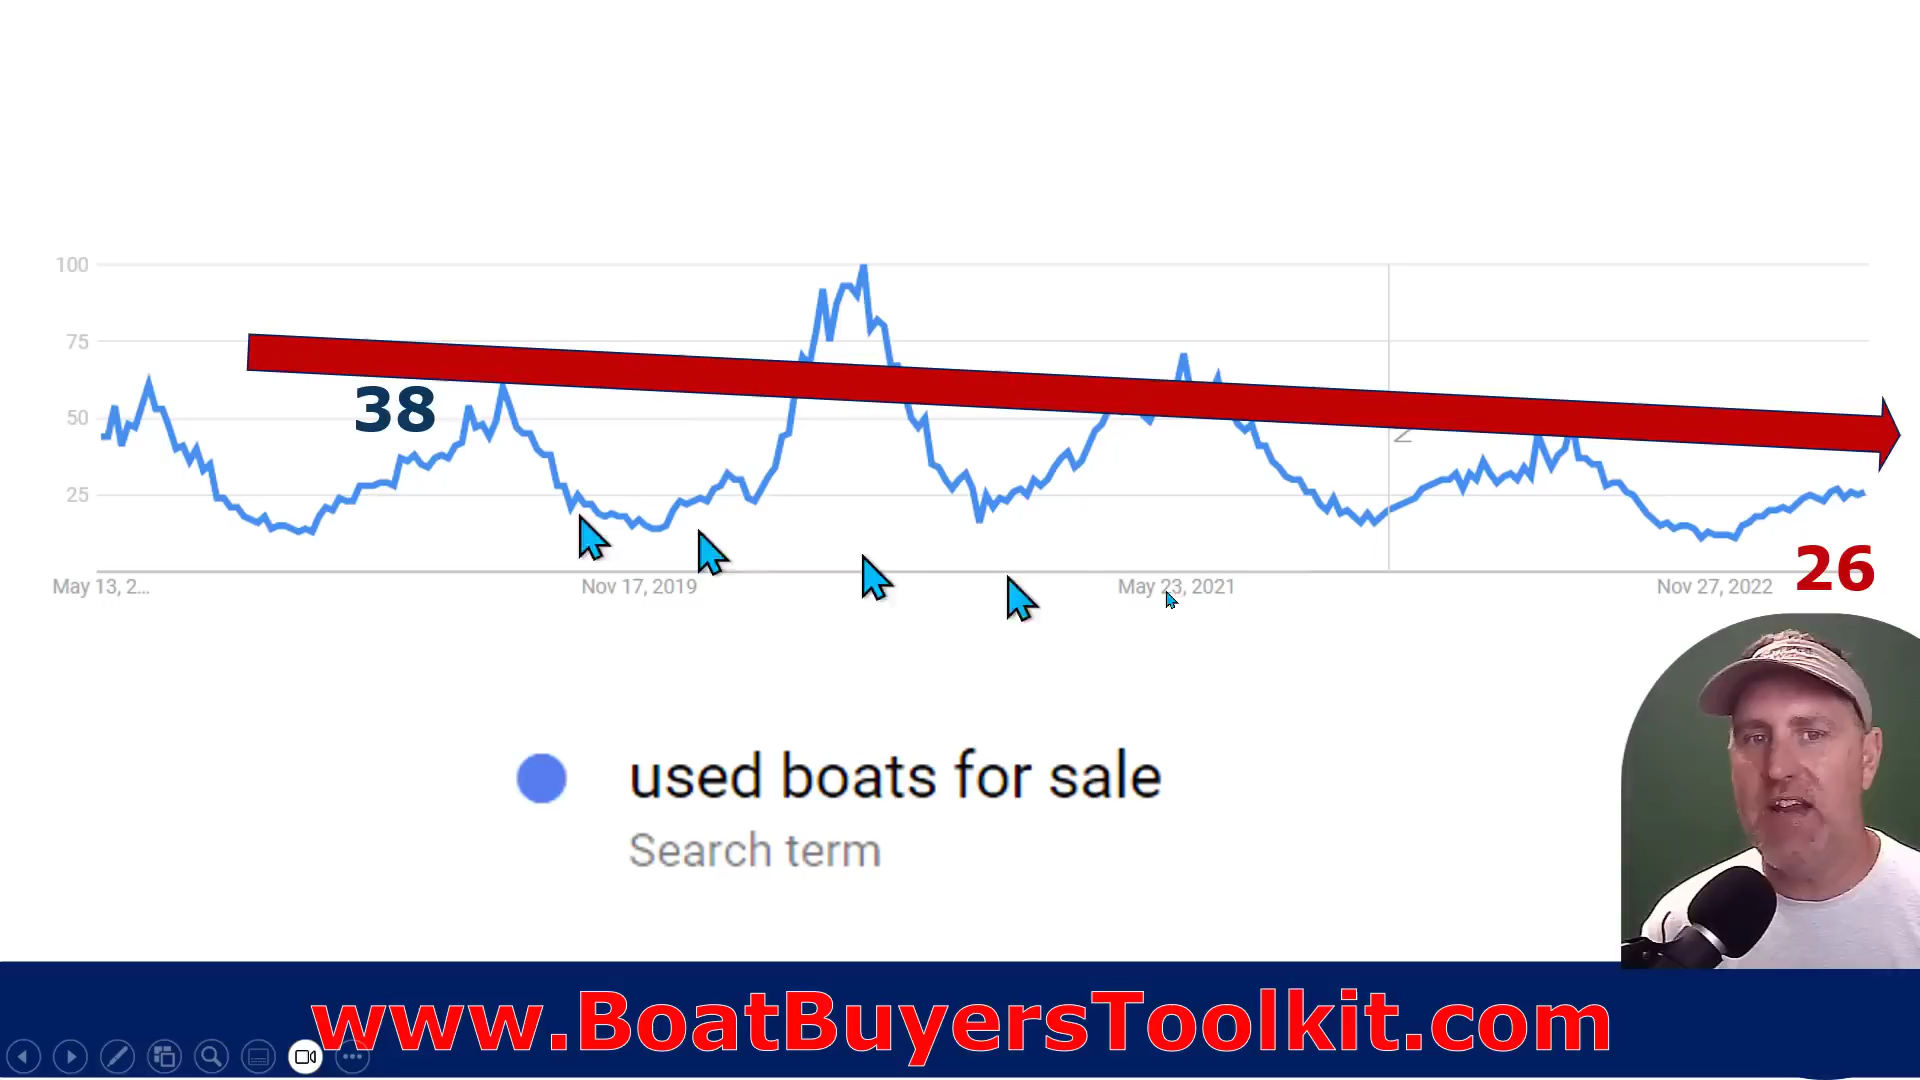 100
75
50
25
38
26
May 13, 2...
Nov 17, 2019
May 23, 2021
Nov 27, 2022
used boats for sale
Search term
www.BoatBuyersToolkit.com